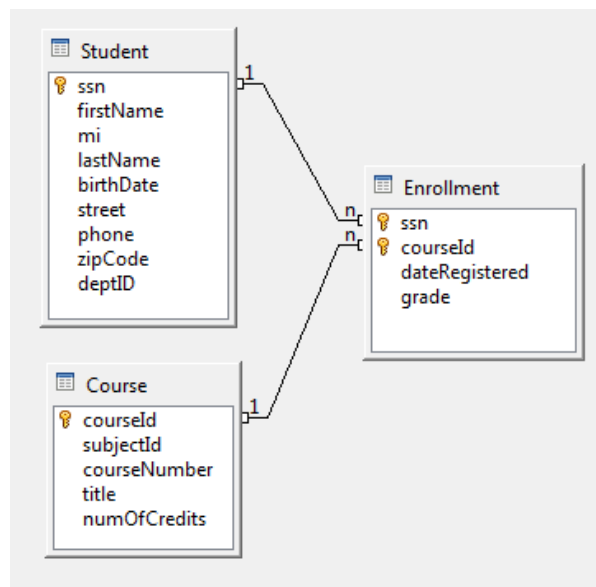 Student
ssn
firstName
mi
lastName
birthDate
street
phone
zipCode
deptID
1
n
Enrollment
ssn
courseId
dateRegistered
grade
n
1
Course
courseId
subjectId
courseNumber
title
numOfCredits